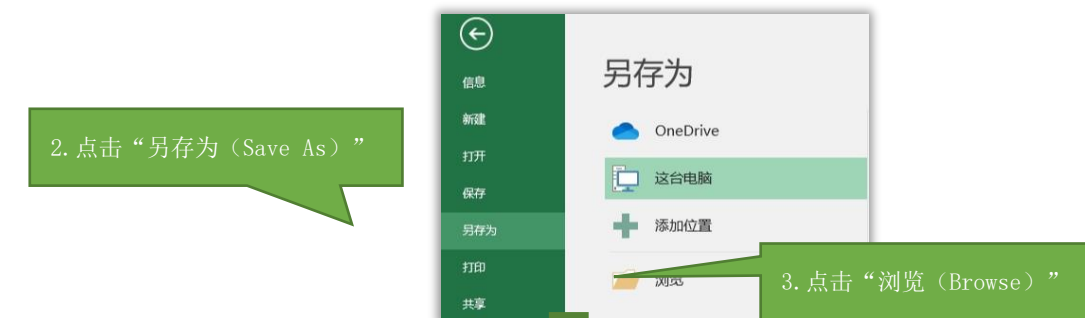 信息
新建
打开
保存
另存为
打印
共享
另存为
OneDrive
这台电脑
添加位置
浏览
2.点击“另存为（Save As）”
3.点击“浏览（Browse）”